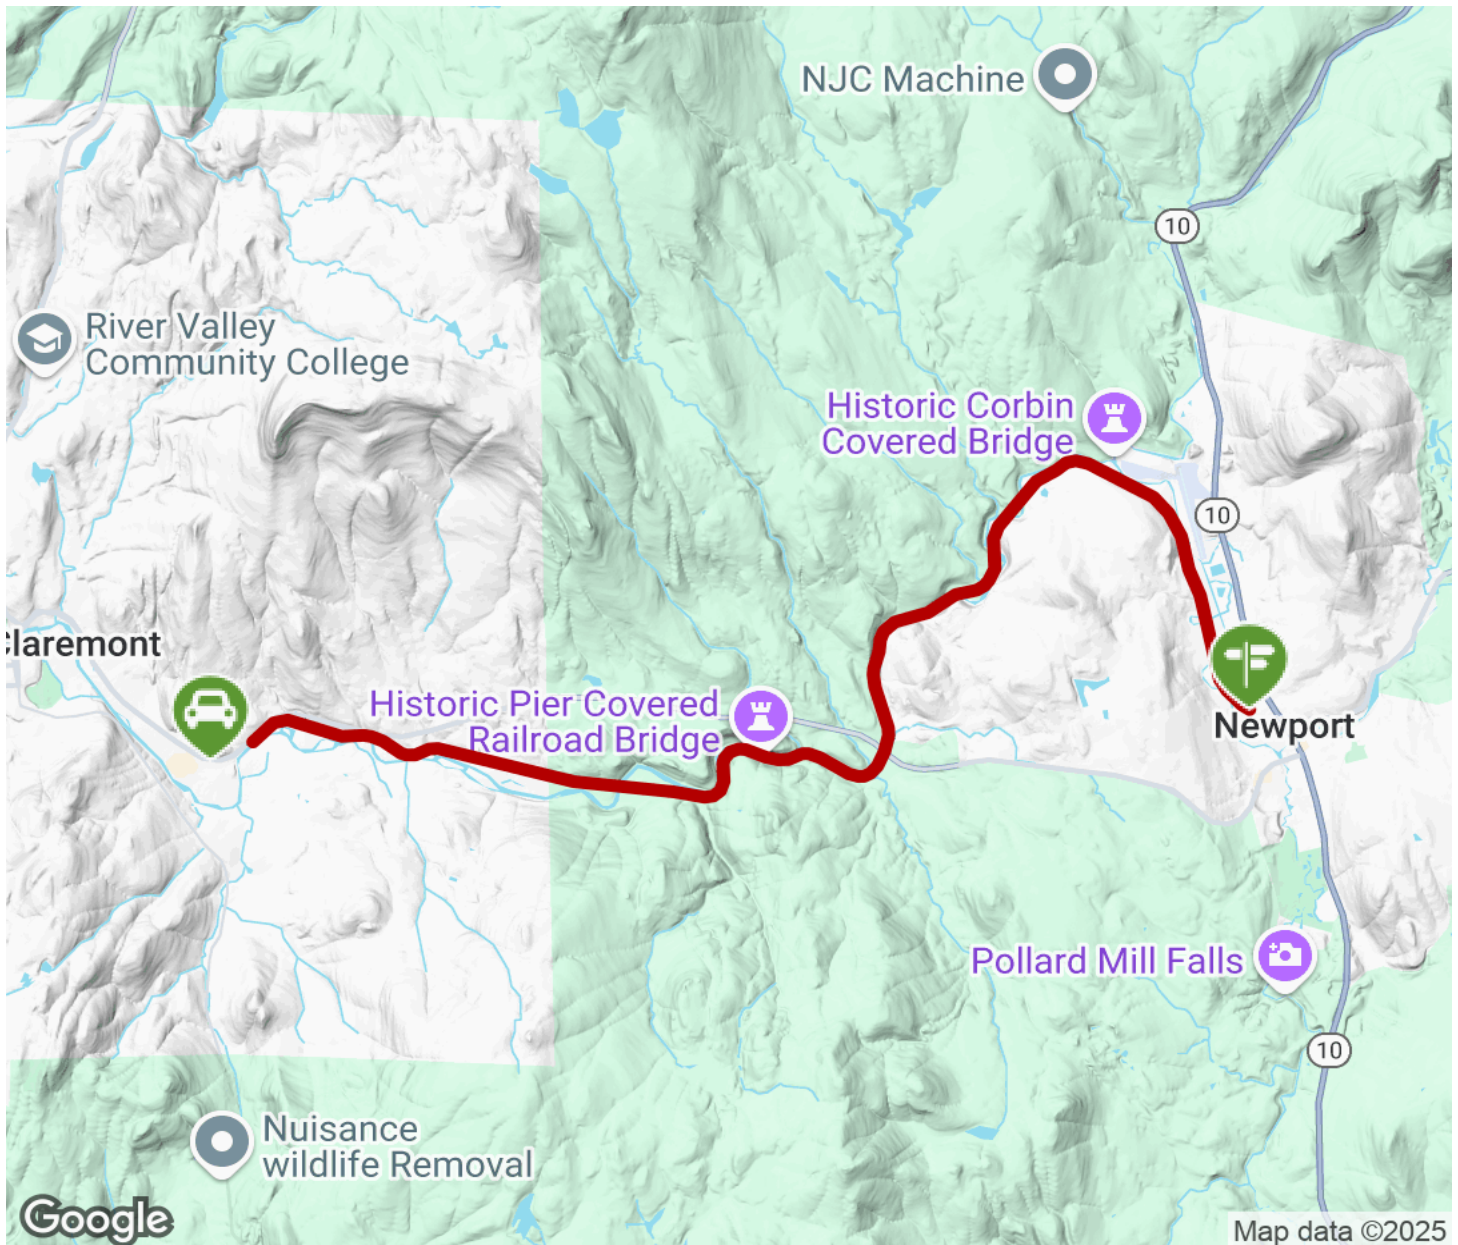 NJC Machine
10
River Valley
Community College
Historic Corbin
Covered Bridge
10
Claremont
Historic Pier Covered
Railroad Bridge
Newport
Pollard Mill Falls
10
Nuisance
wildlife Removal
Google
Map data ©2025